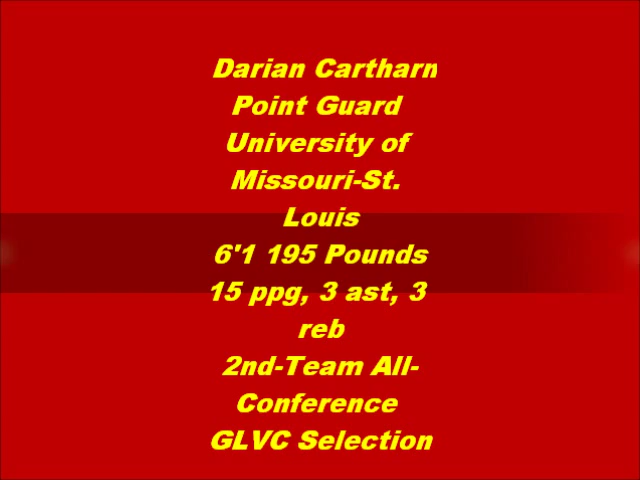 Darian Cartharn
Point Guard
University of
Missouri-St.
Louis
6'1 195 Pounds
15 ppg, 3 ast, 3
reb
2nd-Team All-
Conference
GLVC Selection